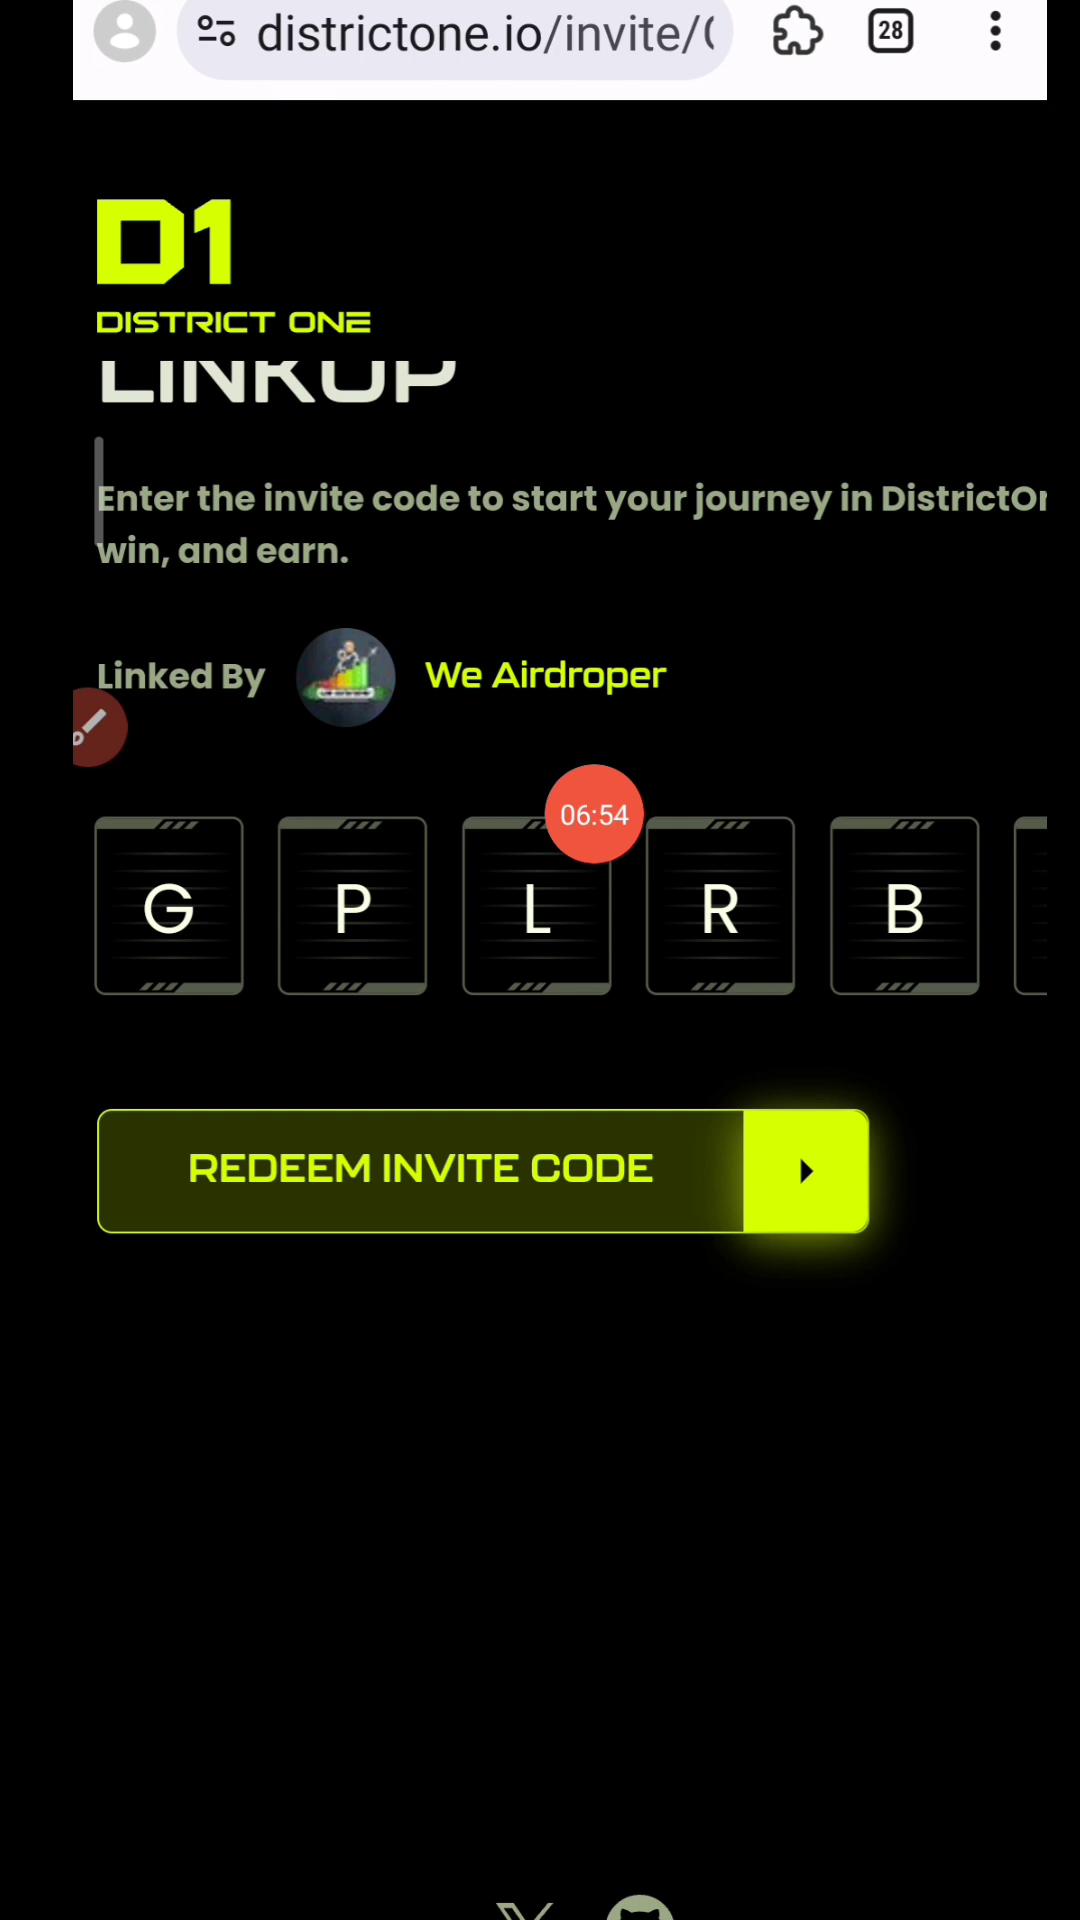 districtone.io/invite/
28
D1
DISTRICT ONE
LINKUP
Enter the invite code to start your journey in DistrictOn
win, and earn.
Linked By We Airdroper
06:54
G P L R B
REDEEM INVITE CODE